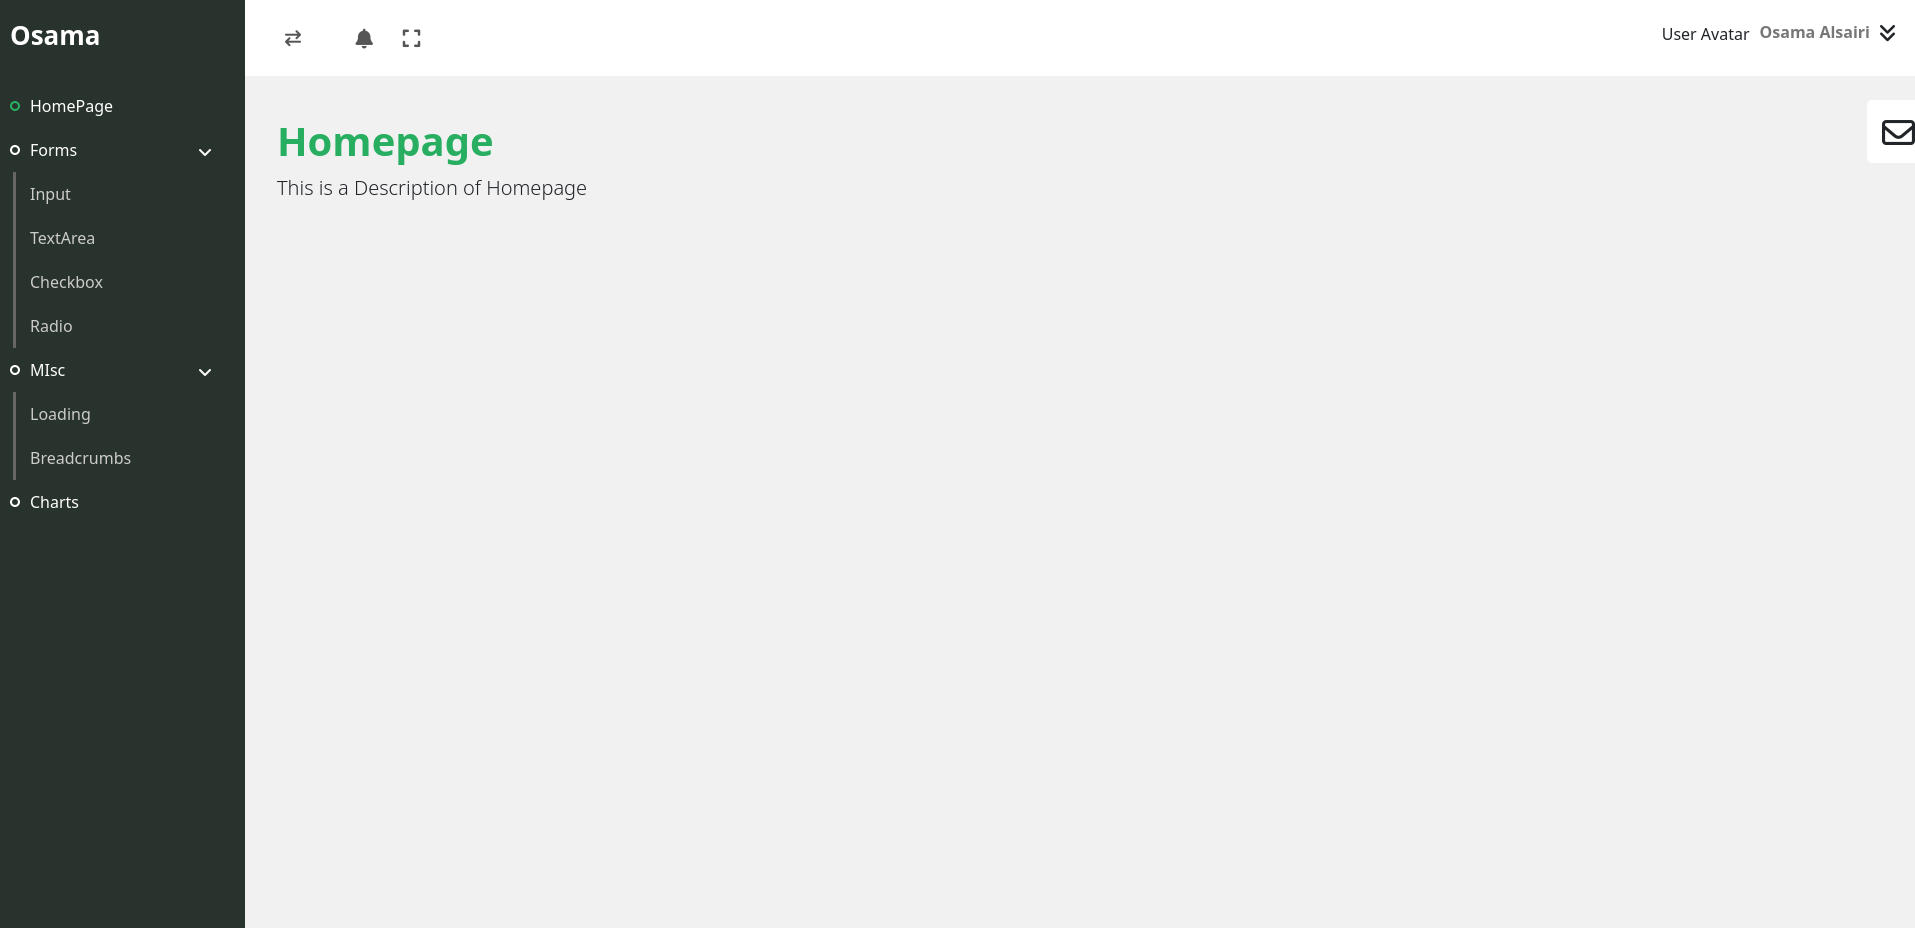 Osama
HomePage
Forms
Input
TextArea
Checkbox
Radio
MIsc
Loading
Breadcrumbs
Charts
User Avatar Osama Alsairi
Homepage
This is a Description of Homepage